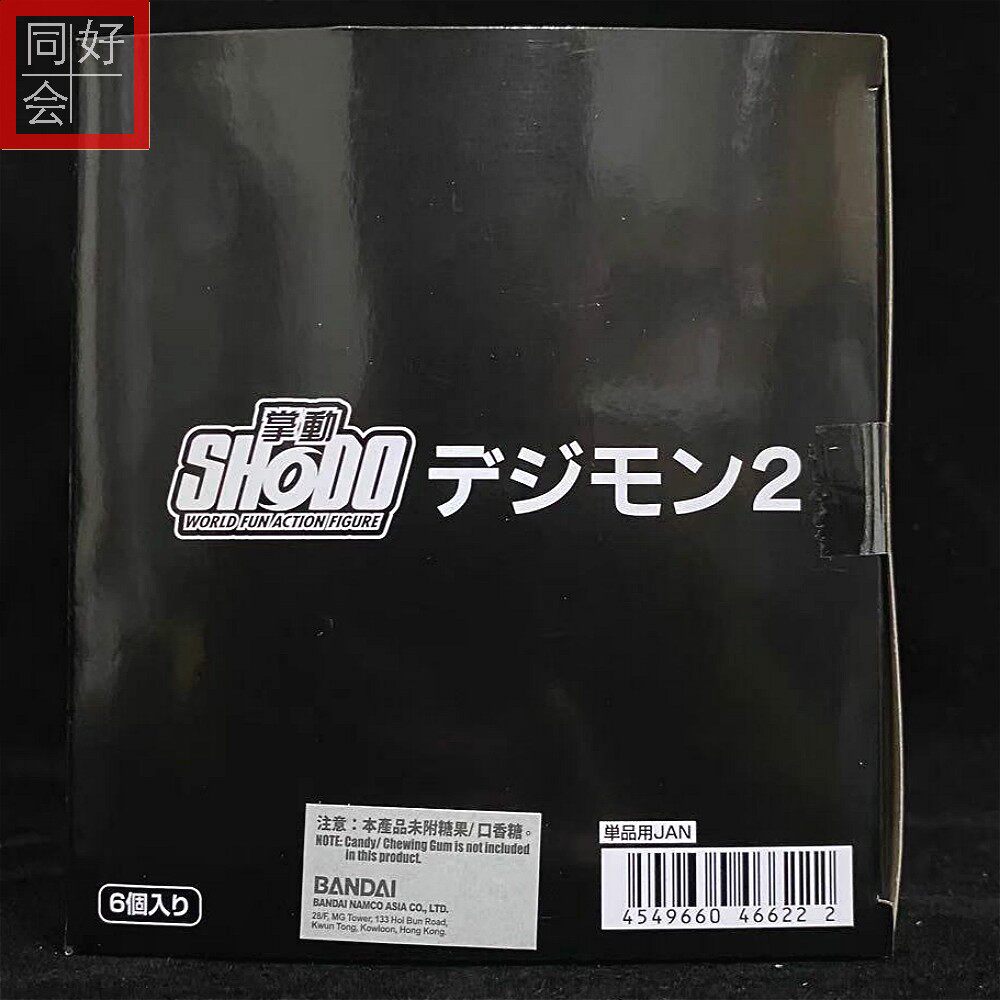 同好
会
掌動
SHODO
WORLD FUN ACTION FIGURE
デジモン2
注意：本產品未附糖果/口香糖。
NOTE: Candy/ Chewing Gum is not included
in this product.
BANDAI
BANDAI NAMCO ASIA CO., LTD.
28/F, MG Tower, 133 Hoi Bun Road,
Kwun Tong, Kowloon, Hong Kong.
6個入り
単品用JAN
4549660 46622 2